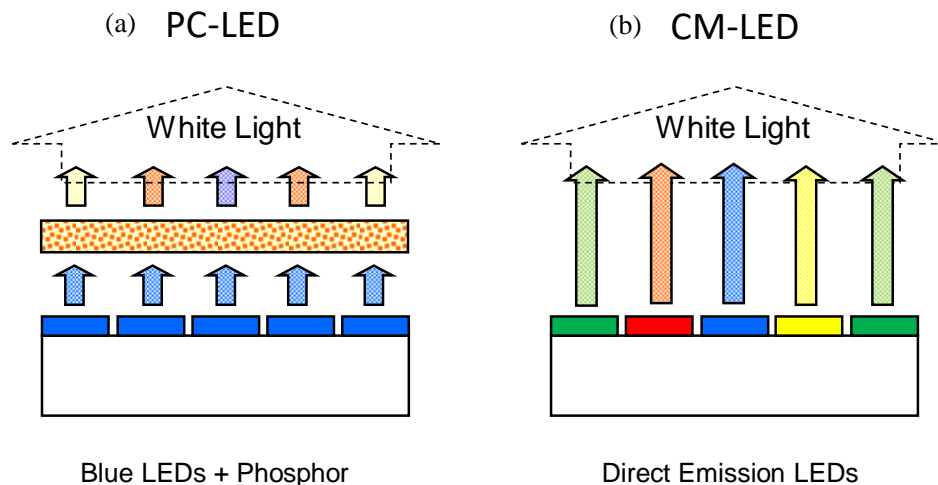 (a) PC-LED
(b) CM-LED
White Light
White Light
Blue LEDs + Phosphor
Direct Emission LEDs